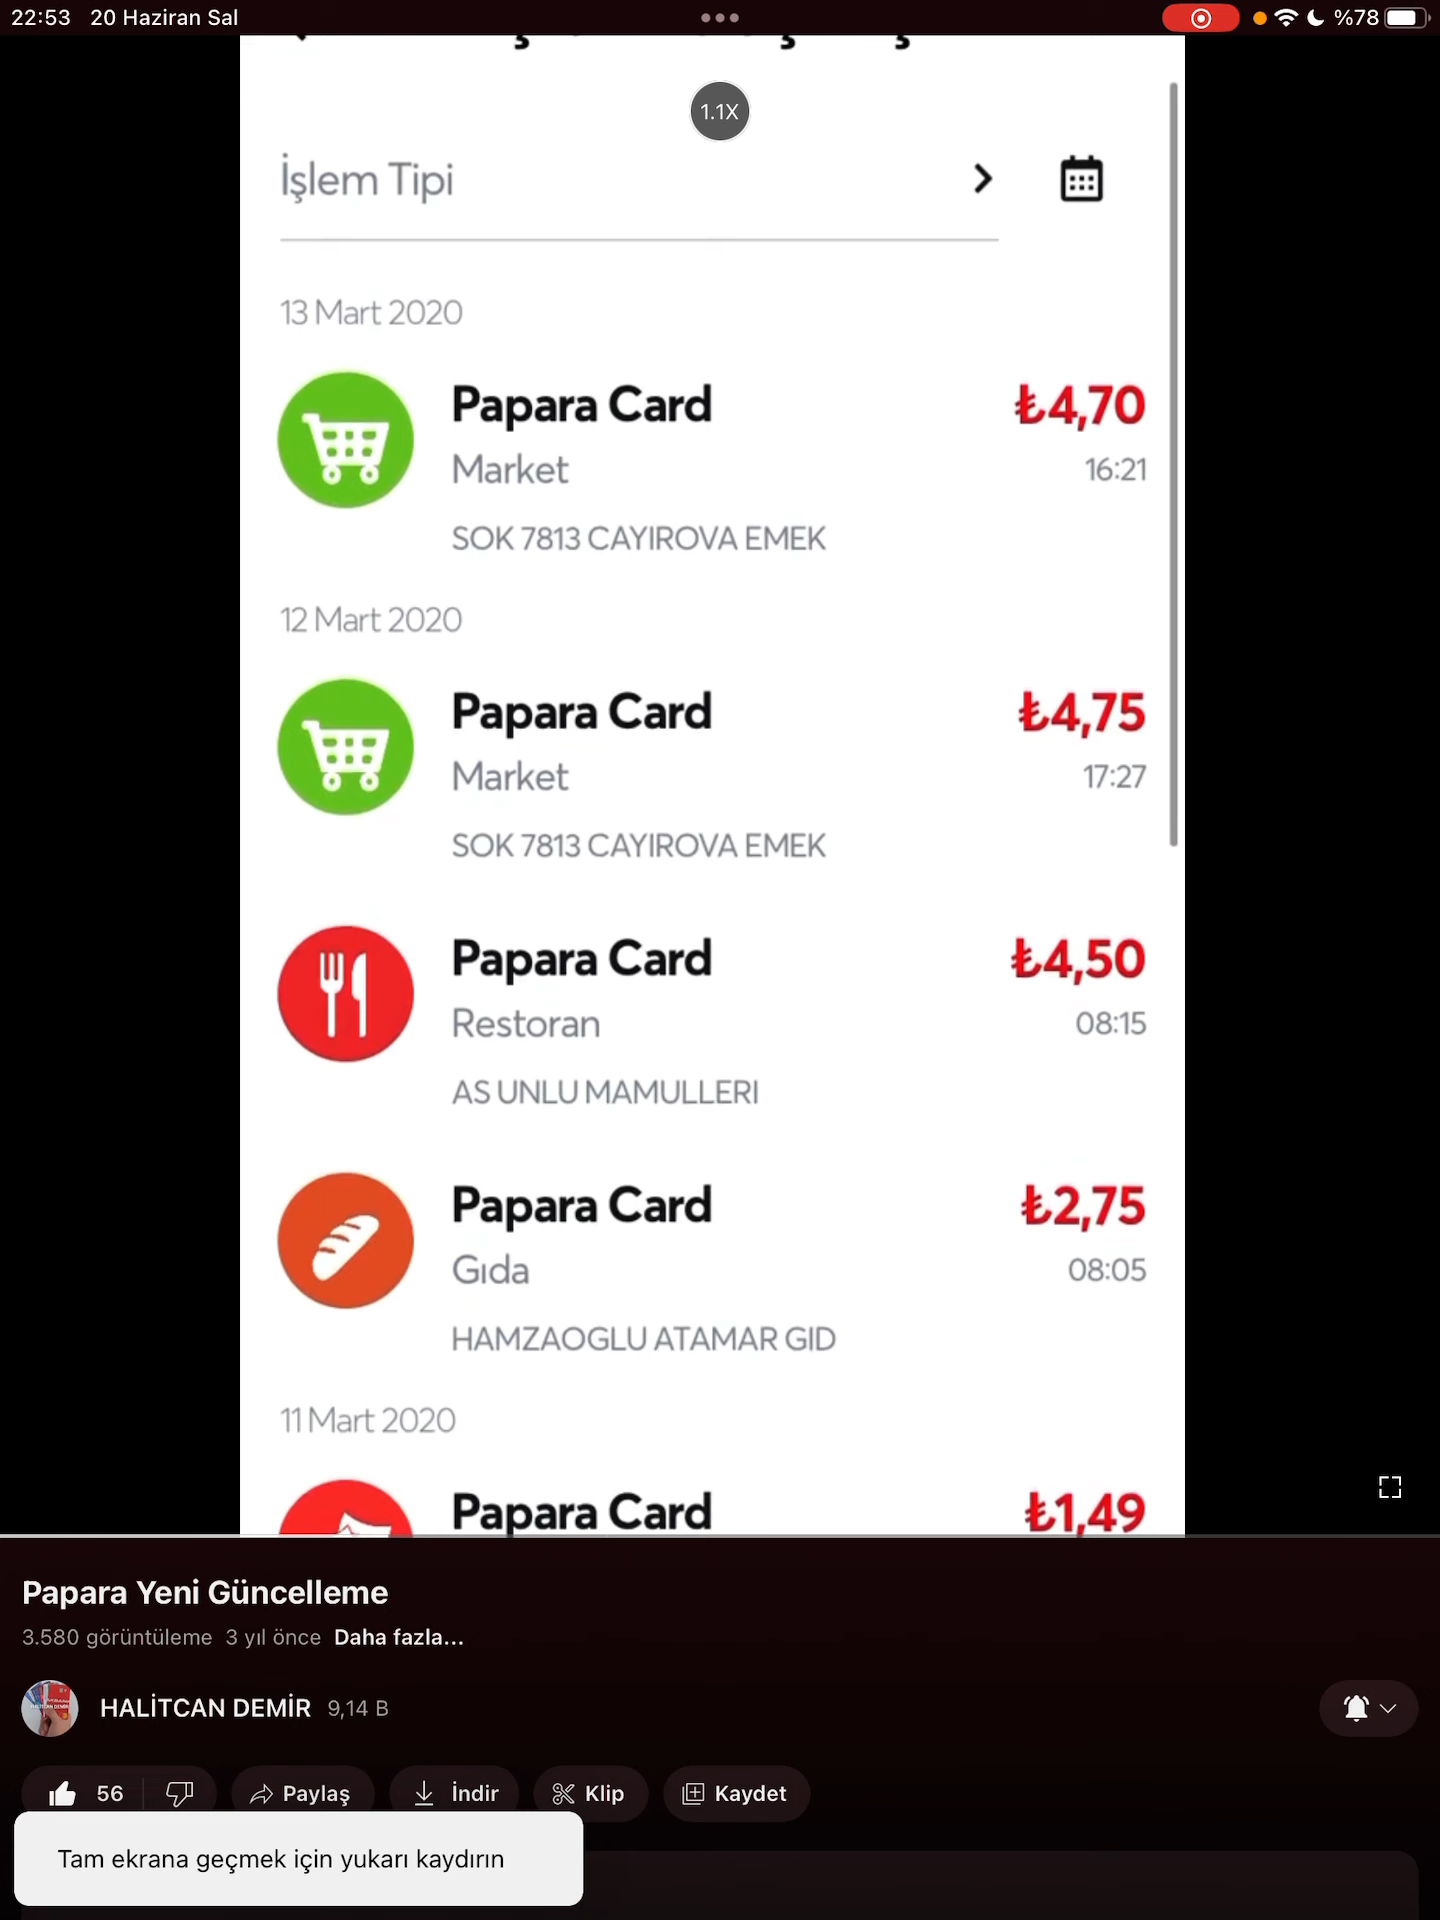 22:53 20 Haziran Sal
%78
1.1X
İşlem Tipi
13 Mart 2020
Papara Card ₺4,70
Market 16:21
SOK 7813 CAYIROVA EMEK
12 Mart 2020
Papara Card ₺4,75
Market 17:27
SOK 7813 CAYIROVA EMEK
Papara Card ₺4,50
Restoran 08:15
AS UNLU MAMULLERI
Papara Card ₺2,75
Gıda 08:05
HAMZAOGLU ATAMAR GID
11 Mart 2020
Papara Card ₺1,49
Papara Yeni Güncelleme
3.580 görüntüleme 3 yıl önce Daha fazla...
HALİTCAN DEMİR 9,14 B
56 Paylaş İndir Klip Kaydet
Tam ekrana geçmek için yukarı kaydırın